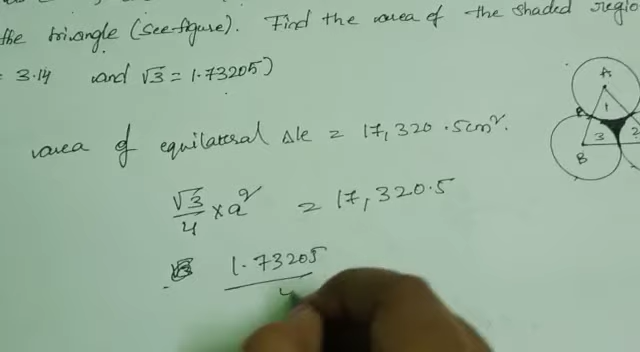 the triangle (See figure). Find the area of the shaded regio
= 3.14 and √3 = 1.73205)
A
1
B
3
2
area of equilateral Δle = 17,320.5cm².
√3/4 × a² = 17,320.5
1.73205